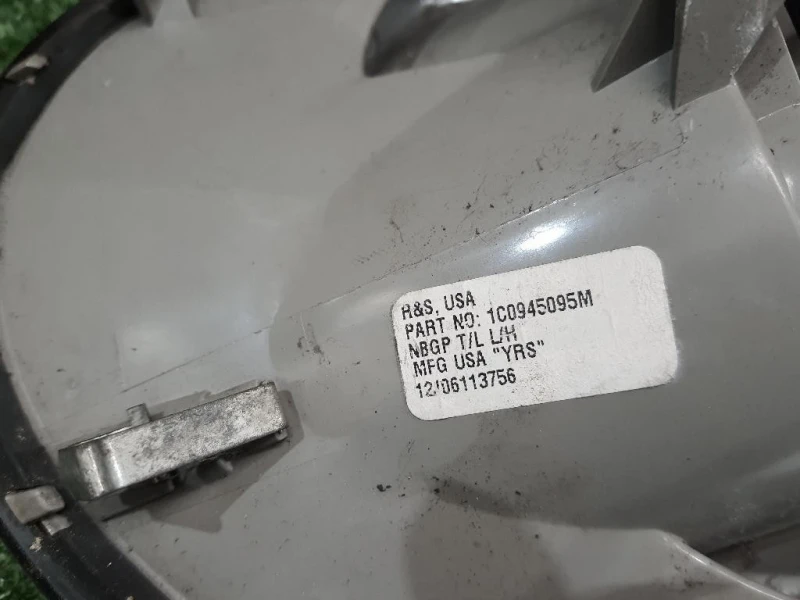 R&S, USA
PART NO: 1C0945095M
NBGP T/L L/H
MFG USA "YRS"
12/06113756